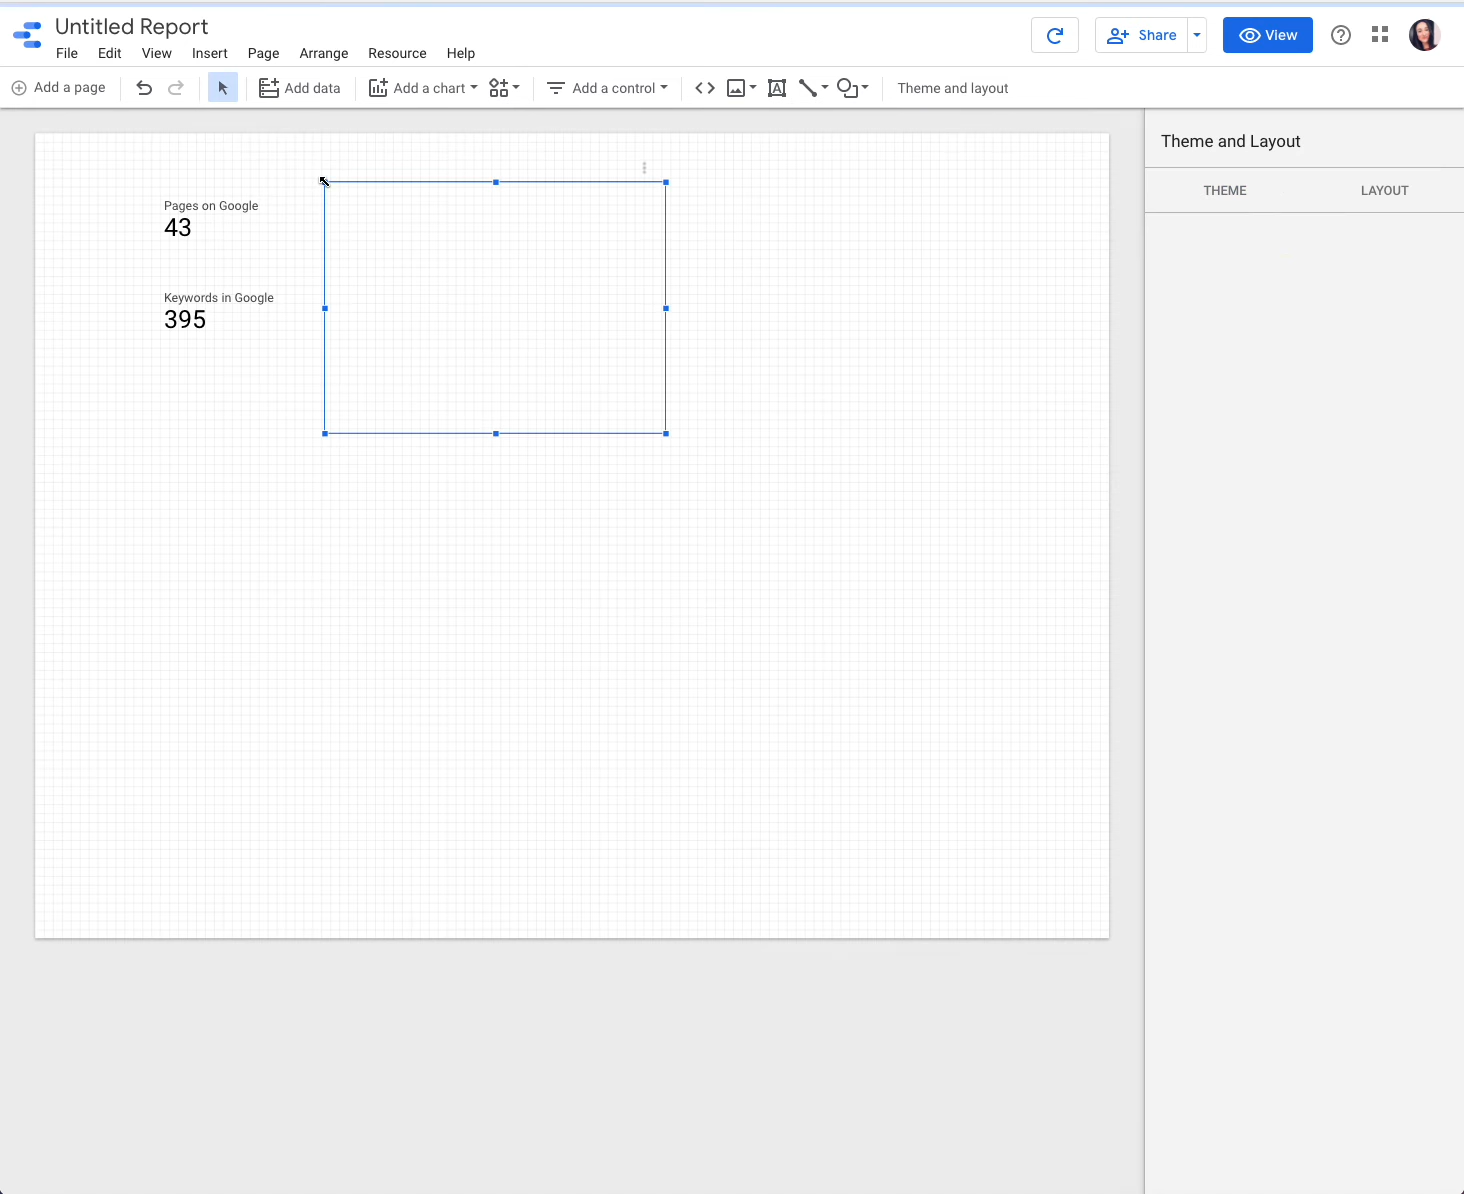 Untitled Report
File Edit View Insert Page Arrange Resource Help
Share
View
Add a page
Add data
Add a chart
Add a control
A
Theme and layout
Theme and Layout
THEME LAYOUT
Pages on Google
43
Keywords in Google
395